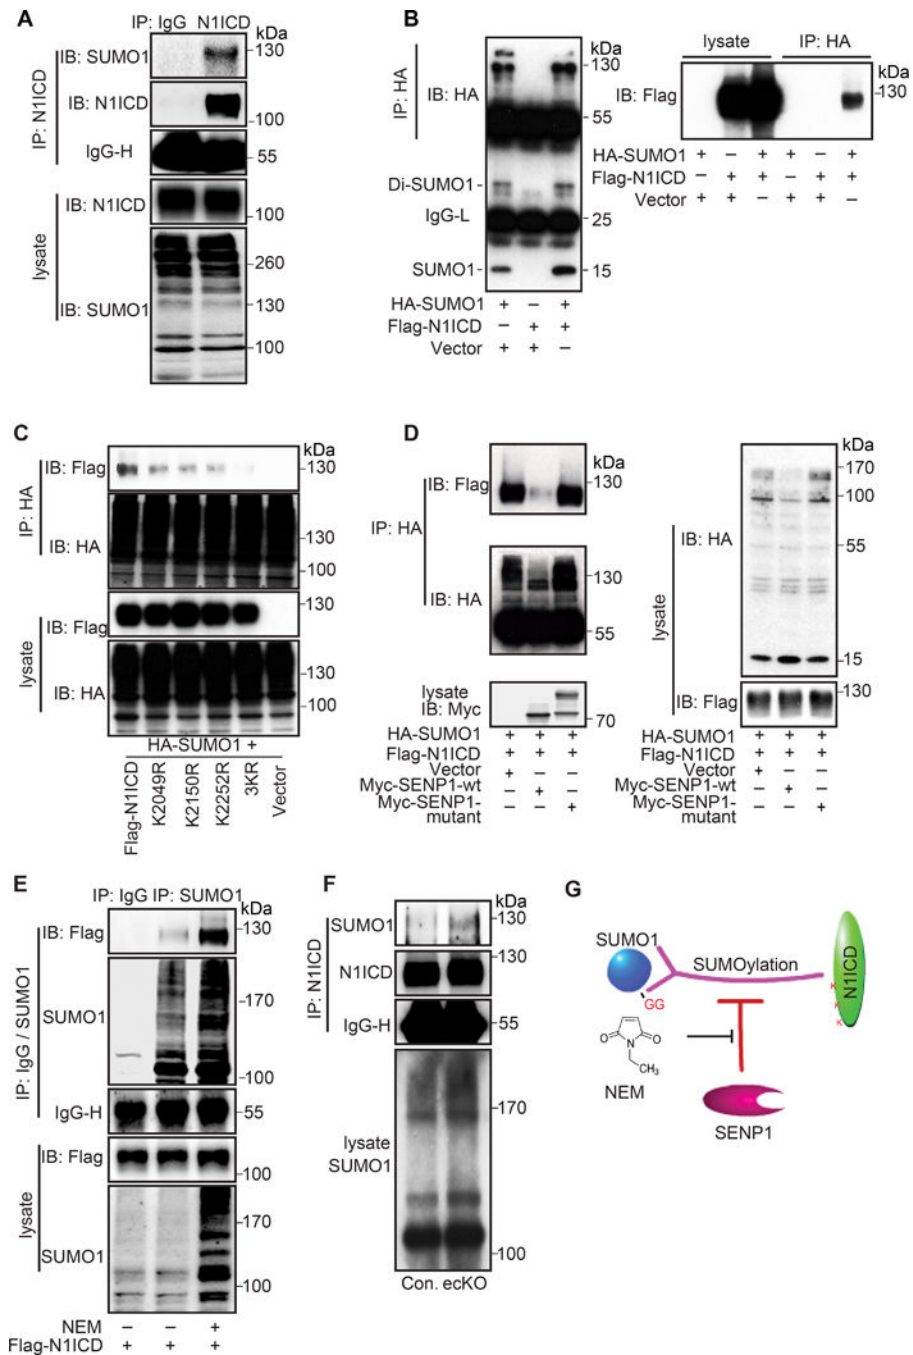 A
IP: IgG N1ICD
kDa
IP: N1ICD
IB: SUMO1
130
IB: N1ICD
100
IgG-H
55
lysate
IB: N1ICD
100
260
IB: SUMO1
130
100
B
kDa
IP: HA
IB: HA
130
55
Di-SUMO1
IgG-L
25
SUMO1
15
HA-SUMO1 + – +
Flag-N1ICD – + +
Vector + + –
lysate IP: HA
kDa
IB: Flag
130
HA-SUMO1 + – + + – +
Flag-N1ICD – + + – + +
Vector + + – + + –
C
kDa
IP: HA
IB: Flag
130
IB: HA
130
100
lysate
IB: Flag
130
IB: HA
130
100
HA-SUMO1 +
Flag-N1ICD
K2049R
K2150R
K2252R
3KR
Vector
D
kDa
IP: HA
IB: Flag
130
IB: HA
130
55
lysate
IB: Myc
70
HA-SUMO1 + + +
Flag-N1ICD + + +
Vector +
Myc-SENP1-wt +
Myc-SENP1-
mutant +
kDa
170
100
lysate
IB: HA
55
15
IB: Flag
130
HA-SUMO1 + + +
Flag-N1ICD + + +
Vector +
Myc-SENP1-wt +
Myc-SENP1-
mutant +
E
IP: IgG IP: SUMO1
kDa
IP: IgG / SUMO1
IB: Flag
130
SUMO1
170
100
IgG-H
55
lysate
IB: Flag
100
SUMO1
170
100
NEM – – +
Flag-N1ICD + + +
F
kDa
IP: N1ICD
SUMO1
130
N1ICD
130
IgG-H
55
170
lysate
SUMO1
100
Con. ecKO
G
SUMO1
SUMOylation
N1ICD
K
K
K
GG
O
N
O
CH3
NEM
SENP1